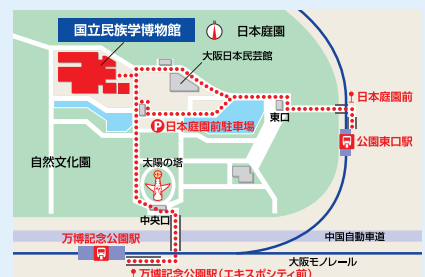 国立民族学博物館
日本庭園
大阪日本民芸館
日本庭園前
P日本庭園前駐車場
東口
公園東口駅
自然文化園
太陽の塔
中央口
万博記念公園駅
中国自動車道
大阪モノレール
万博記念公園駅(エキスポシティ前)